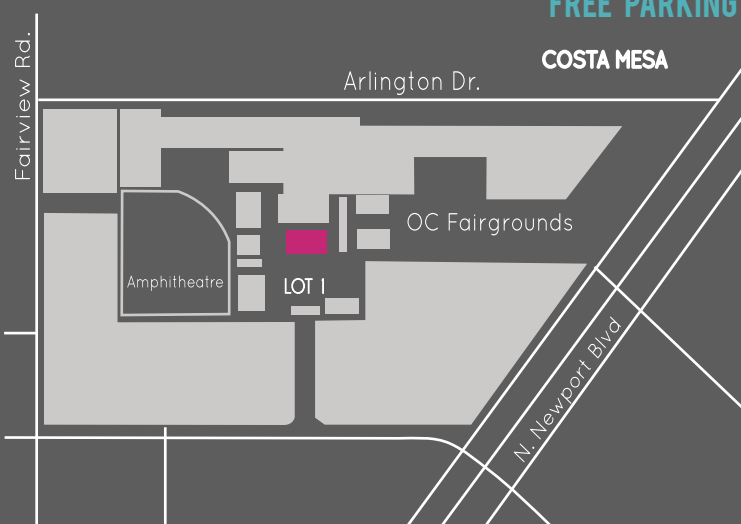 FREE PARKING
COSTA MESA
Arlington Dr.
Fairview Rd.
OC Fairgrounds
Amphitheatre
LOT 1
N. Newport Blvd